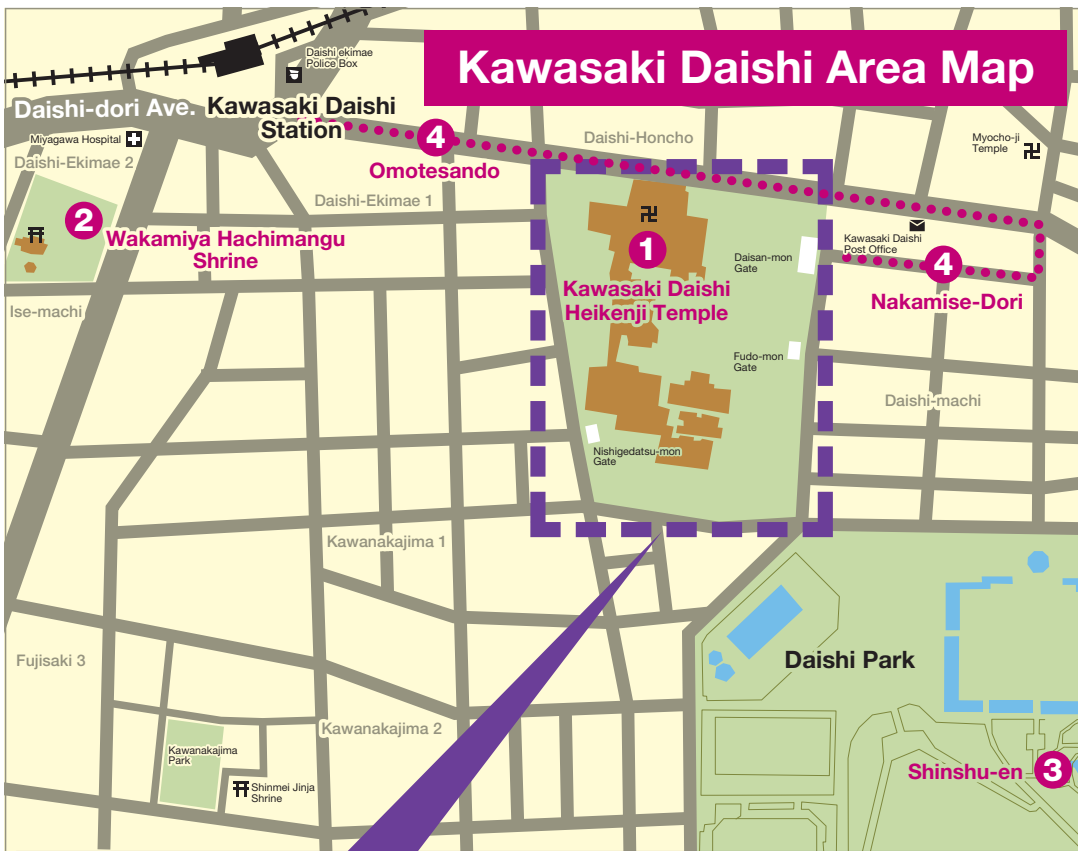 Kawasaki Daishi Area Map
Daishi ekimae
Police Box
Daishi-dori Ave.
Kawasaki Daishi
Station
Miyagawa Hospital
Daishi-Ekimae 2
4
Omotesando
Daishi-Honcho
Myocho-ji
Temple
卍
Daishi-Ekimae 1
2
Wakamiya Hachimangu
Shrine
卍
1
Kawasaki Daishi
Heikenji Temple
Daisan-mon
Gate
Kawasaki Daishi
Post Office
4
Nakamise-Dori
Ise-machi
Fudo-mon
Gate
Daishi-machi
Nishigedatsu-mon
Gate
Kawanakajima 1
Fujisaki 3
Daishi Park
Kawanakajima 2
Kawanakajima
Park
Shinmei Jinja
Shrine
Shinshu-en
3